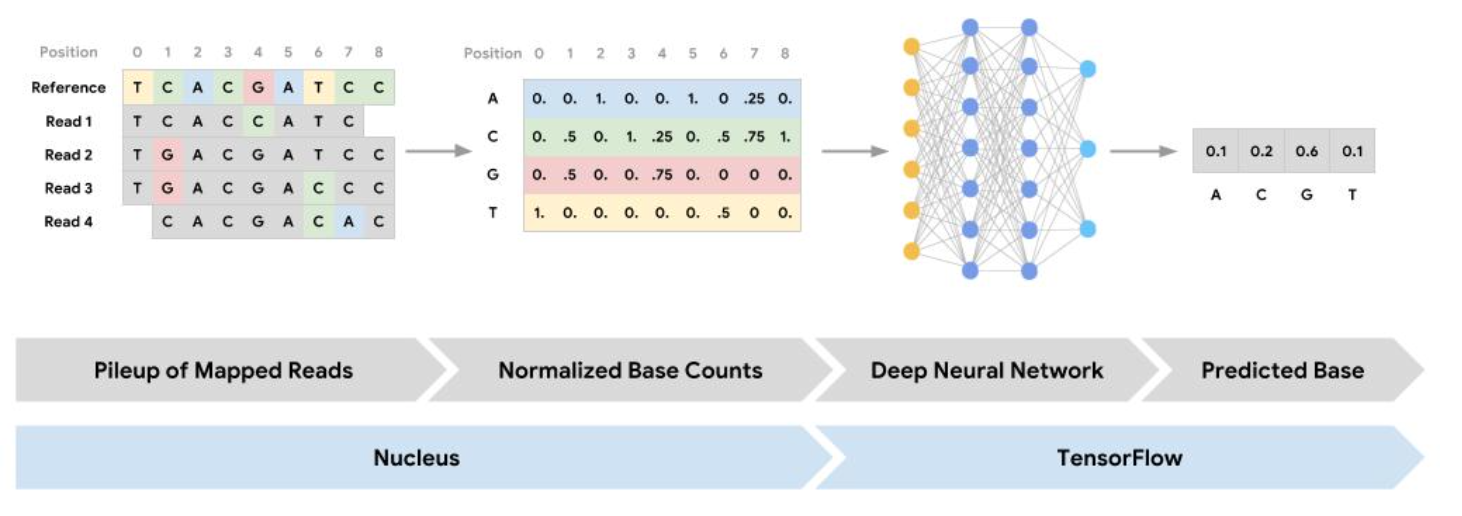 Position 0 1 2 3 4 5 6 7 8
Reference T C A C G A T C C
Read 1 T C A C C A T C
Read 2 T G A C G A T C C
Read 3 T G A C G A C C C
Read 4 C A C G A C A C
Position 0 1 2 3 4 5 6 7 8
A 0. 0. 1. 0. 0. 1. 0 .25 0.
C 0. .5 0. 1. .25 0. .5 .75 1.
G 0. .5 0. 0. .75 0. 0 0 0.
T 1. 0. 0. 0. 0. 0. .5 0 0.
0.1 0.2 0.6 0.1
A C G T
Pileup of Mapped Reads Normalized Base Counts Deep Neural Network Predicted Base
Nucleus TensorFlow